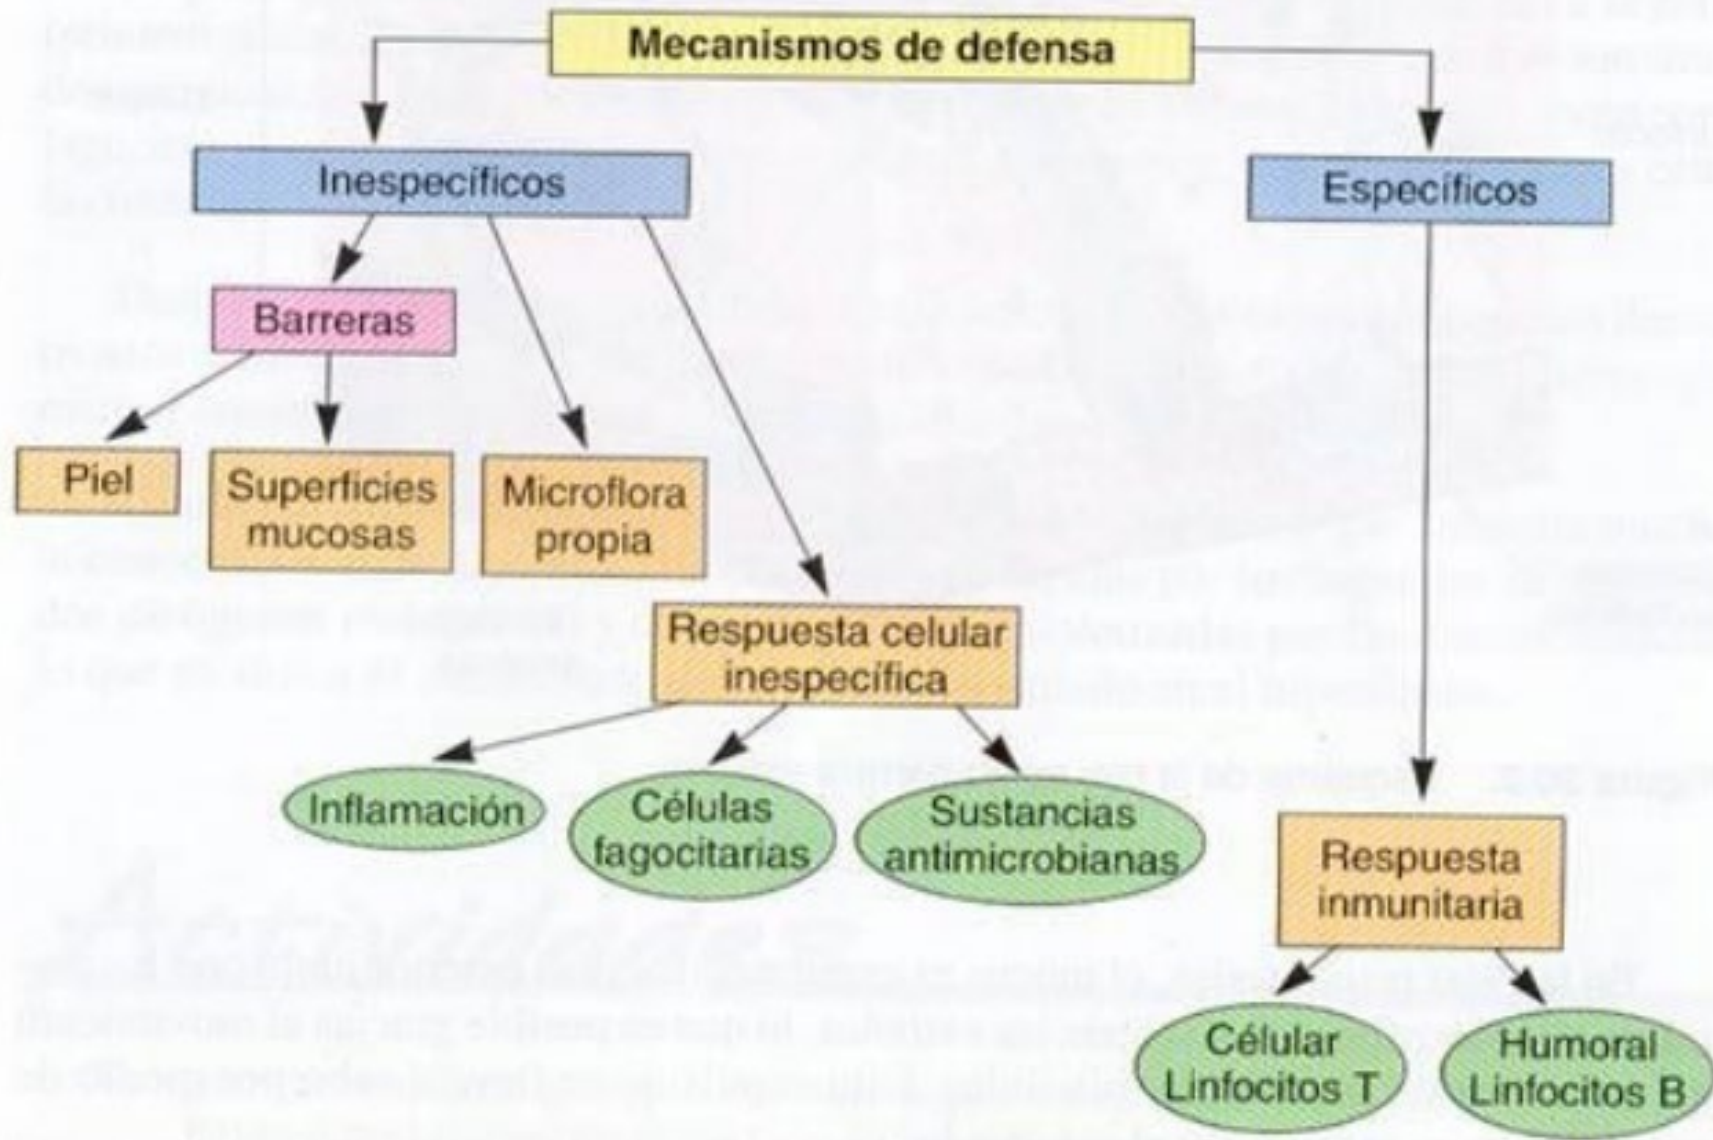 Mecanismos de defensa
Inespecíficos
Específicos
Barreras
Piel
Superficies
mucosas
Microflora
propia
Respuesta celular
inespecífica
Inflamación
Células
fagocitarias
Sustancias
antimicrobianas
Respuesta
inmunitaria
Célular
Linfocitos T
Humoral
Linfocitos B